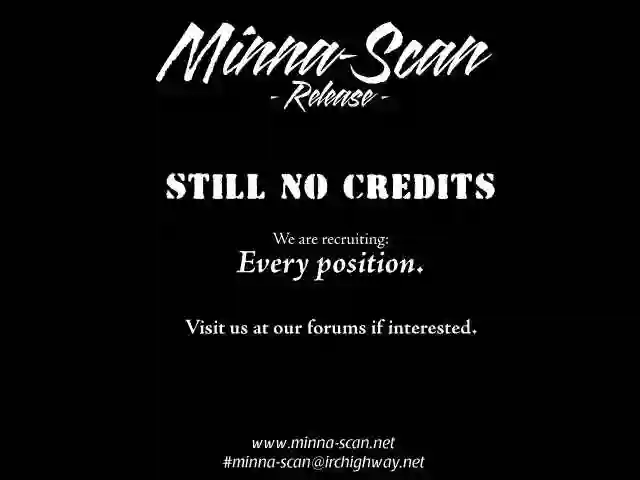 Minna-Scan
- Release -
STILL NO CREDITS
We are recruiting:
Every position.
Visit us at our forums if interested.
www.minna-scan.net
#minna-scan@irchighway.net